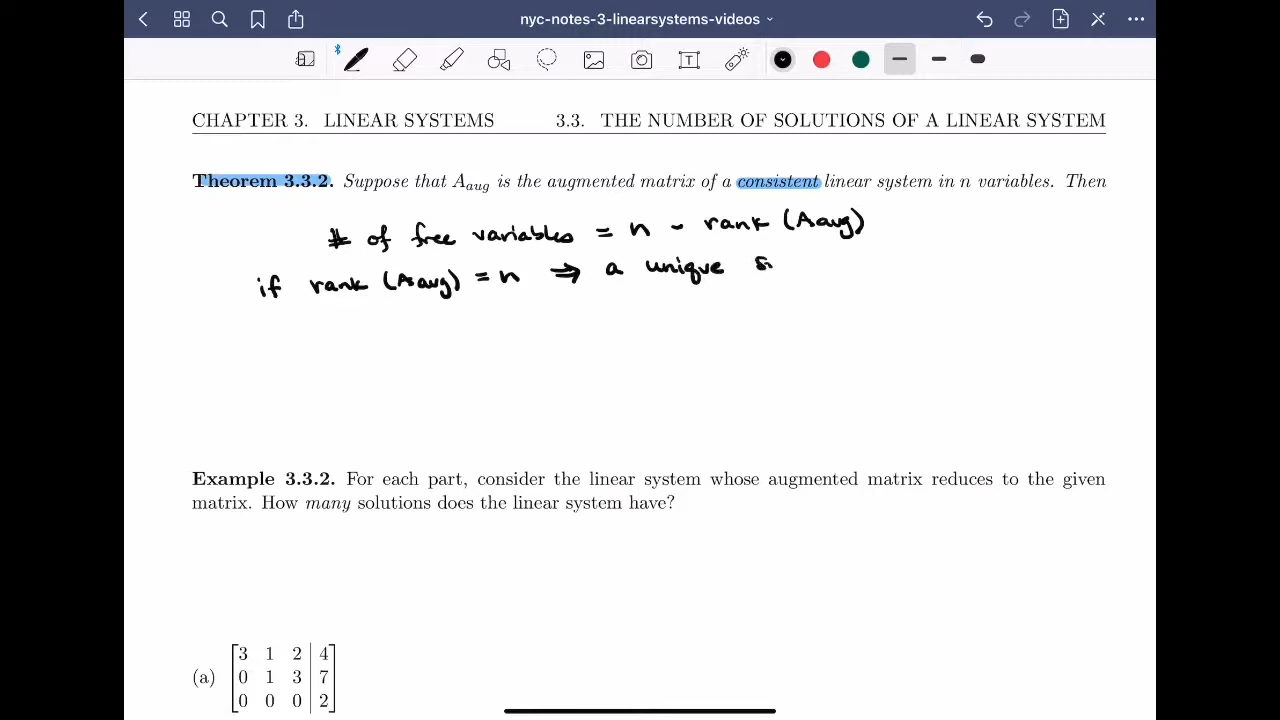 nyc-notes-3-linearsystems-videos
CHAPTER 3. LINEAR SYSTEMS 3.3. THE NUMBER OF SOLUTIONS OF A LINEAR SYSTEM
Theorem 3.3.2. Suppose that A_aug is the augmented matrix of a consistent linear system in n variables. Then
# of free variables = n - rank (A_aug)
if rank (A_aug) = n ⇒ a unique s
Example 3.3.2. For each part, consider the linear system whose augmented matrix reduces to the given
matrix. How many solutions does the linear system have?
(a) [3 1 2 | 4
0 1 3 | 7
0 0 0 | 2]